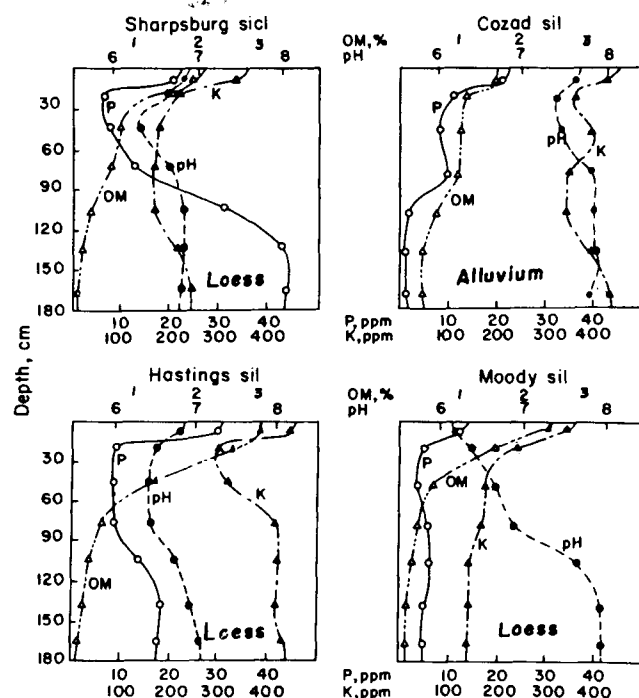 Sharpsburg sicl
Cozad sil
OM, %
pH
1 2 3
6 7 8
1 2 3
6 7 8
30
60
90
120
150
180
P
K
pH
OM
Loess
P
pH
K
OM
Alluvium
10 20 30 40
100 200 300 400
P, ppm
K, ppm
10 20 30 40
100 200 300 400
Depth, cm
Hastings sil
Moody sil
OM, %
pH
1 2 3
6 7 8
1 2 3
6 7 8
30
60
90
120
150
180
P
pH
K
OM
Loess
P
OM
K
pH
Loess
10 20 30 40
100 200 300 400
P, ppm
K, ppm
10 20 30 40
100 200 300 400